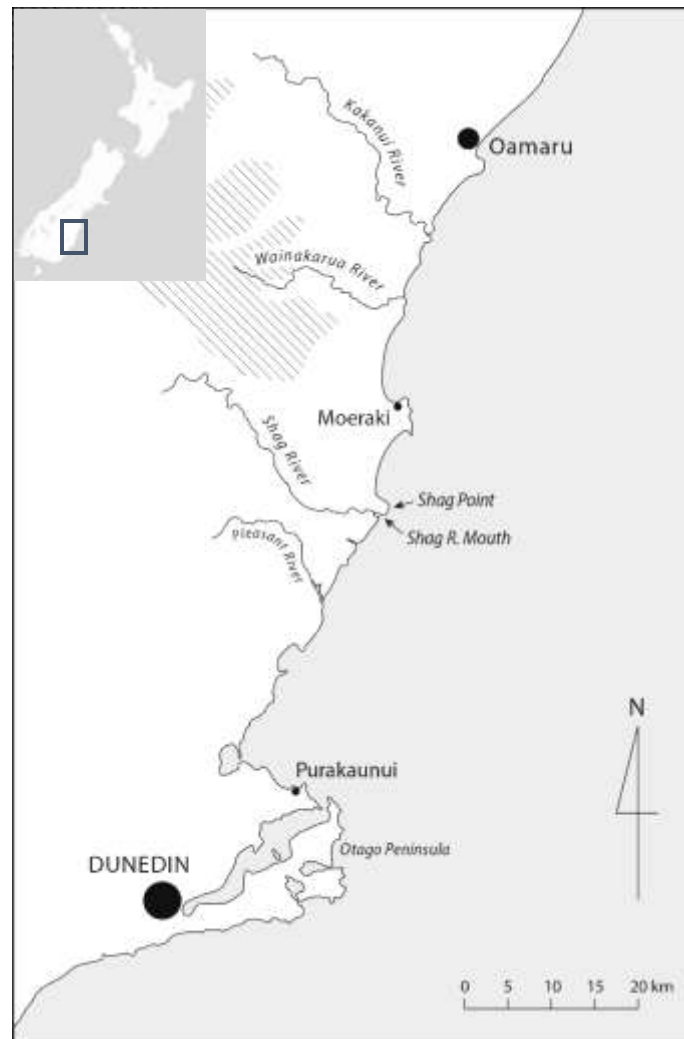 Kakanui River
Oamaru
Wainakarua River
Moeraki
Shag River
Shag Point
Shag R. Mouth
Pleasant River
N
Purakaunui
Otago Peninsula
DUNEDIN
0 5 10 15 20 km